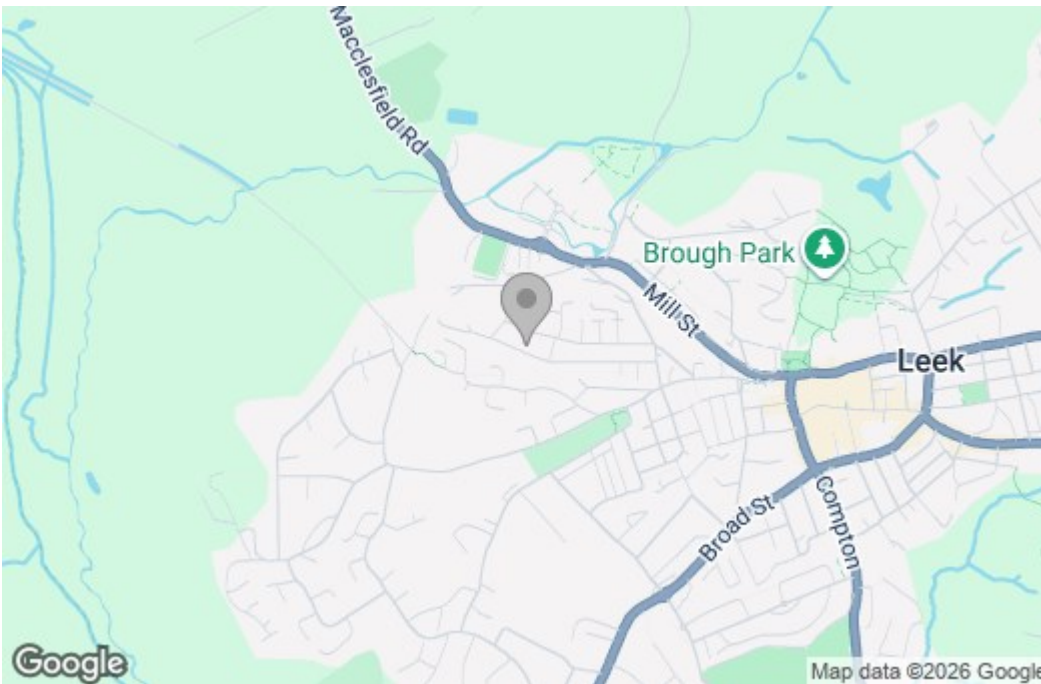 Macclesfield Rd
Brough Park
Mill St
Leek
Broad St
Compton
Google
Map data ©2026 Google